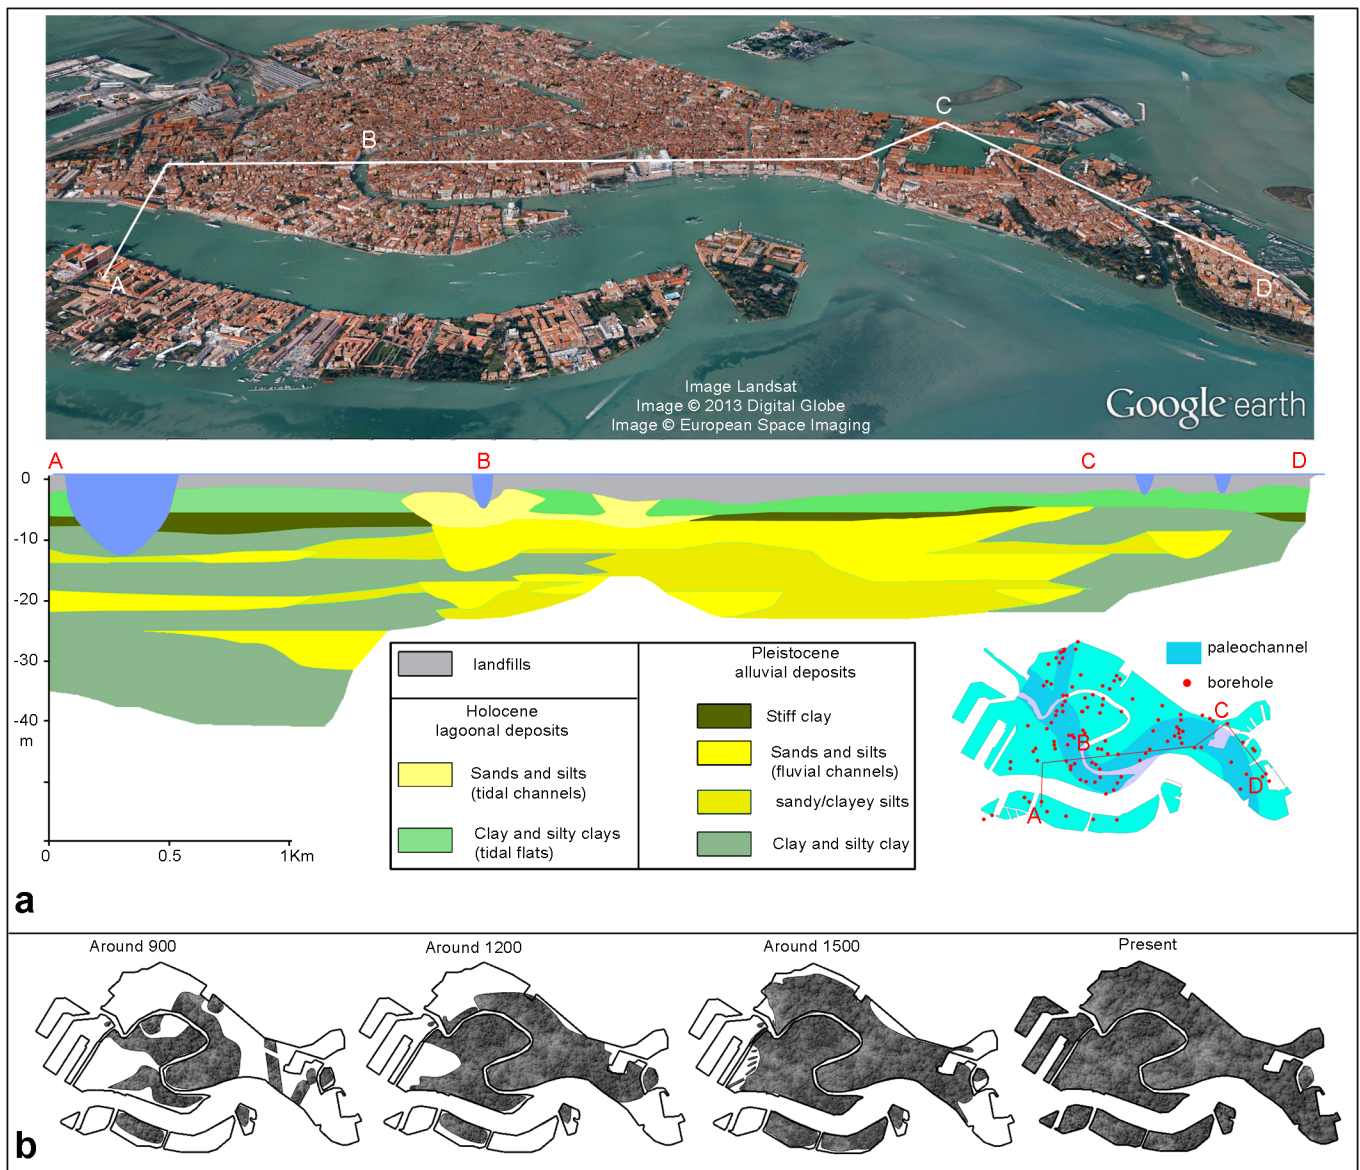 B
C
A
D
Image Landsat
Image © 2013 Digital Globe
Image © European Space Imaging
Google earth
A
B
C
D
0
-10
-20
-30
-40
m
0
0.5
1Km
landfills
Holocene
lagoonal deposits
Sands and silts
(tidal channels)
Clay and silty clays
(tidal flats)
Pleistocene
alluvial deposits
Stiff clay
Sands and silts
(fluvial channels)
sandy/clayey silts
Clay and silty clay
paleochannel
borehole
C
B
D
A
a
Around 900
Around 1200
Around 1500
Present
b